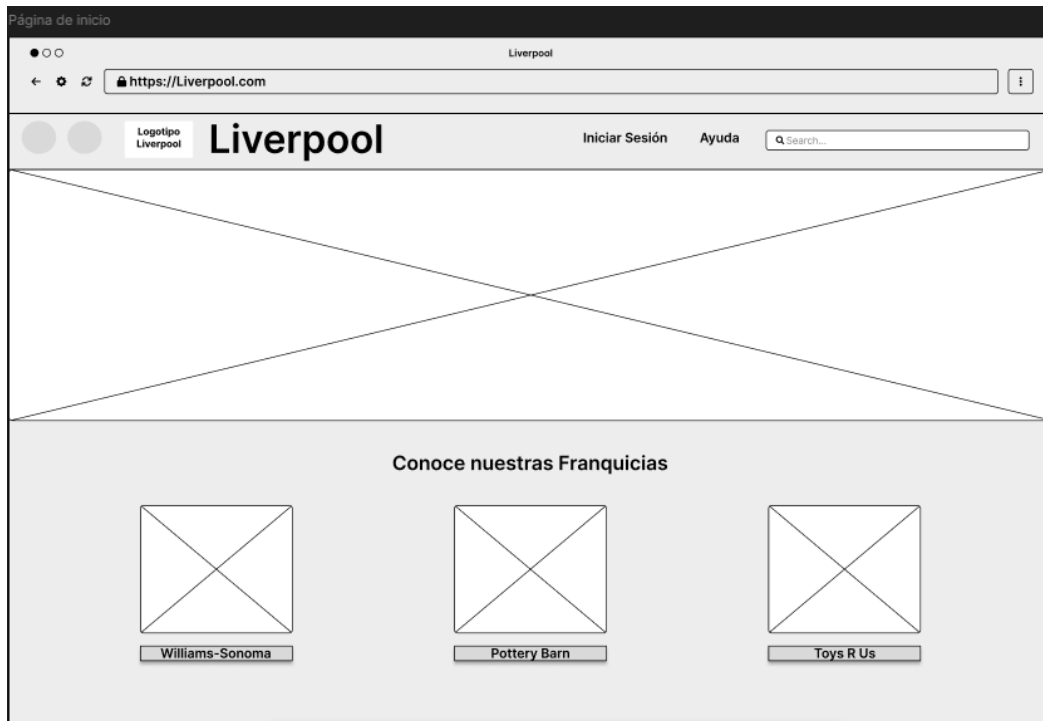 Página de inicio
Liverpool
https://Liverpool.com
Logotipo
Liverpool
Liverpool
Iniciar Sesión
Ayuda
Search...
Conoce nuestras Franquicias
Williams-Sonoma
Pottery Barn
Toys R Us